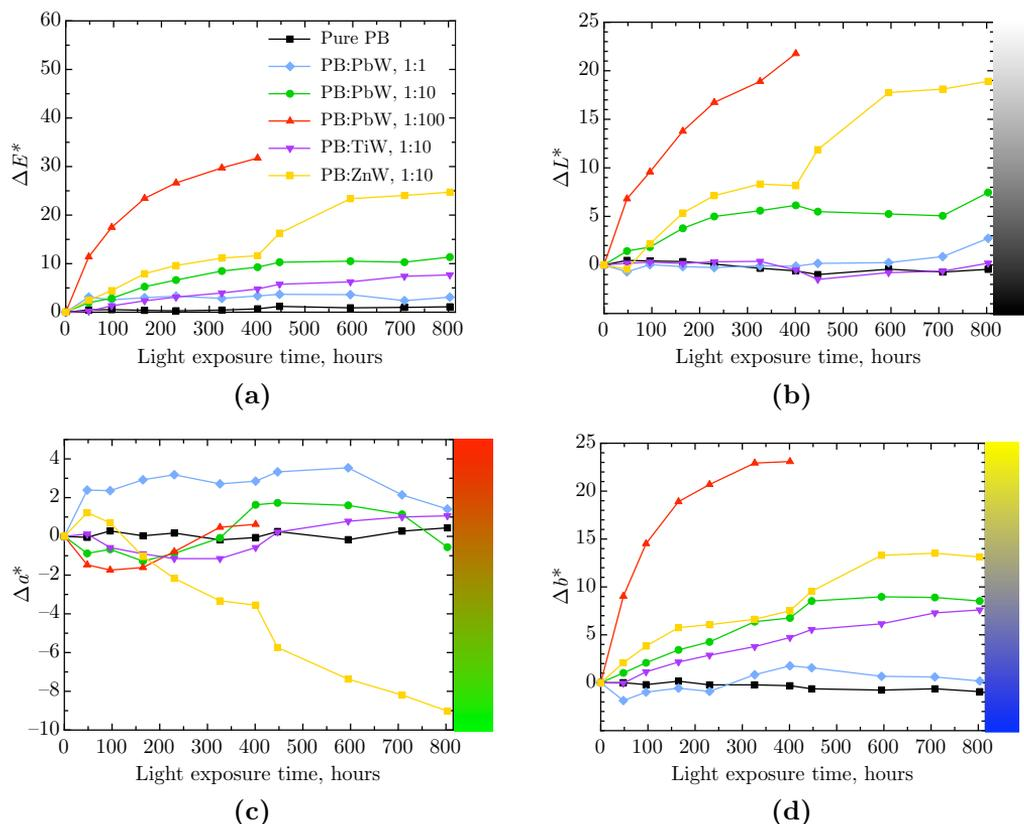 60
50
40
30
20
10
0
ΔE*
Pure PB
PB:PbW, 1:1
PB:PbW, 1:10
PB:PbW, 1:100
PB:TiW, 1:10
PB:ZnW, 1:10
0 100 200 300 400 500 600 700 800
Light exposure time, hours
(a)
25
20
15
10
5
0
ΔL*
0 100 200 300 400 500 600 700 800
Light exposure time, hours
(b)
4
2
0
−2
−4
−6
−8
−10
Δa*
0 100 200 300 400 500 600 700 800
Light exposure time, hours
(c)
25
20
15
10
5
0
Δb*
0 100 200 300 400 500 600 700 800
Light exposure time, hours
(d)